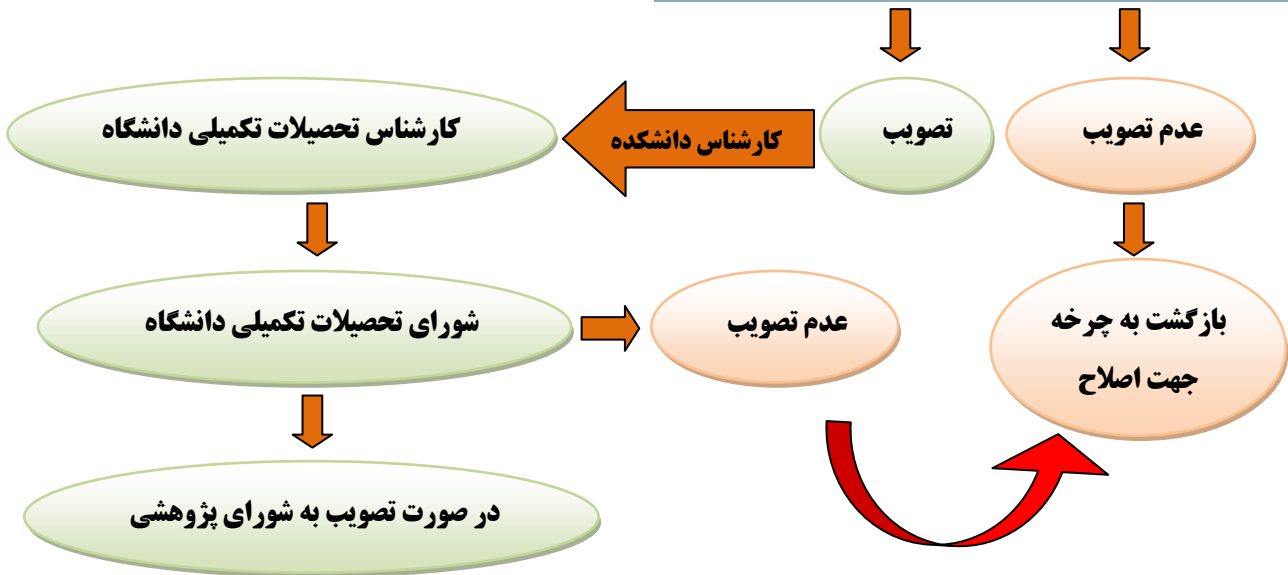 عدم تصویب
تصویب
کارشناس دانشکده
کارشناس تحصیلات تکمیلی دانشگاه
بازگشت به چرخه
جهت اصلاح
عدم تصویب
شورای تحصیلات تکمیلی دانشگاه
در صورت تصویب به شورای پژوهشی